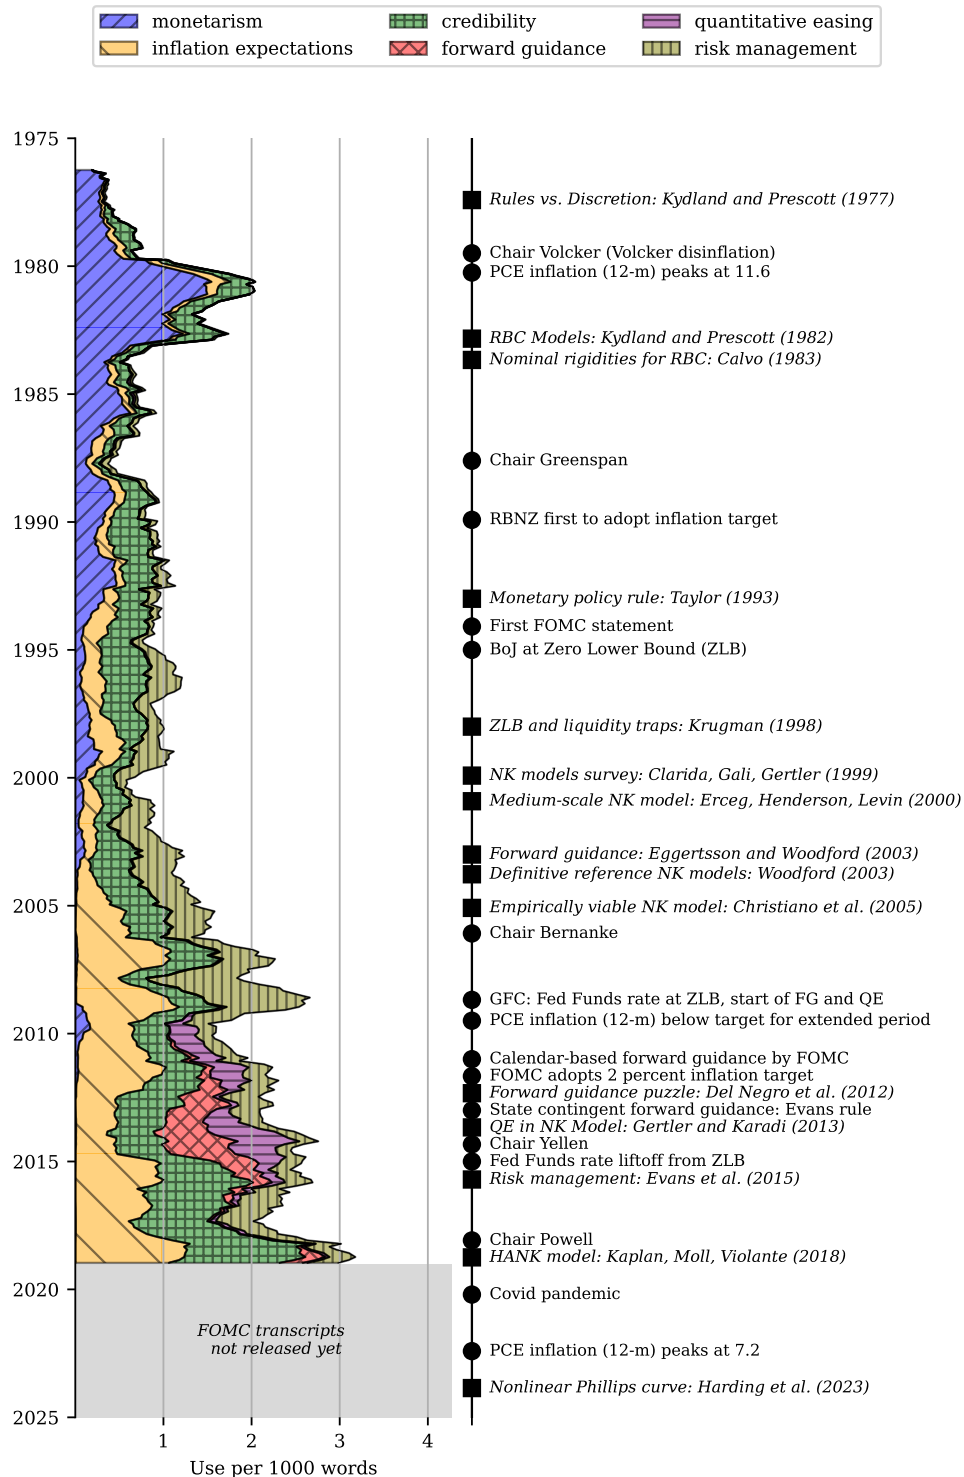 monetarism
inflation expectations
credibility
forward guidance
quantitative easing
risk management
1975
1980
1985
1990
1995
2000
2005
2010
2015
2020
2025
Rules vs. Discretion: Kydland and Prescott (1977)
Chair Volcker (Volcker disinflation)
PCE inflation (12-m) peaks at 11.6
RBC Models: Kydland and Prescott (1982)
Nominal rigidities for RBC: Calvo (1983)
Chair Greenspan
RBNZ first to adopt inflation target
Monetary policy rule: Taylor (1993)
First FOMC statement
BoJ at Zero Lower Bound (ZLB)
ZLB and liquidity traps: Krugman (1998)
NK models survey: Clarida, Gali, Gertler (1999)
Medium-scale NK model: Erceg, Henderson, Levin (2000)
Forward guidance: Eggertsson and Woodford (2003)
Definitive reference NK models: Woodford (2003)
Empirically viable NK model: Christiano et al. (2005)
Chair Bernanke
GFC: Fed Funds rate at ZLB, start of FG and QE
PCE inflation (12-m) below target for extended period
Calendar-based forward guidance by FOMC
FOMC adopts 2 percent inflation target
Forward guidance puzzle: Del Negro et al. (2012)
State contingent forward guidance: Evans rule
QE in NK Model: Gertler and Karadi (2013)
Chair Yellen
Fed Funds rate liftoff from ZLB
Risk management: Evans et al. (2015)
Chair Powell
HANK model: Kaplan, Moll, Violante (2018)
Covid pandemic
PCE inflation (12-m) peaks at 7.2
Nonlinear Phillips curve: Harding et al. (2023)
FOMC transcripts
not released yet
1
2
3
4
Use per 1000 words